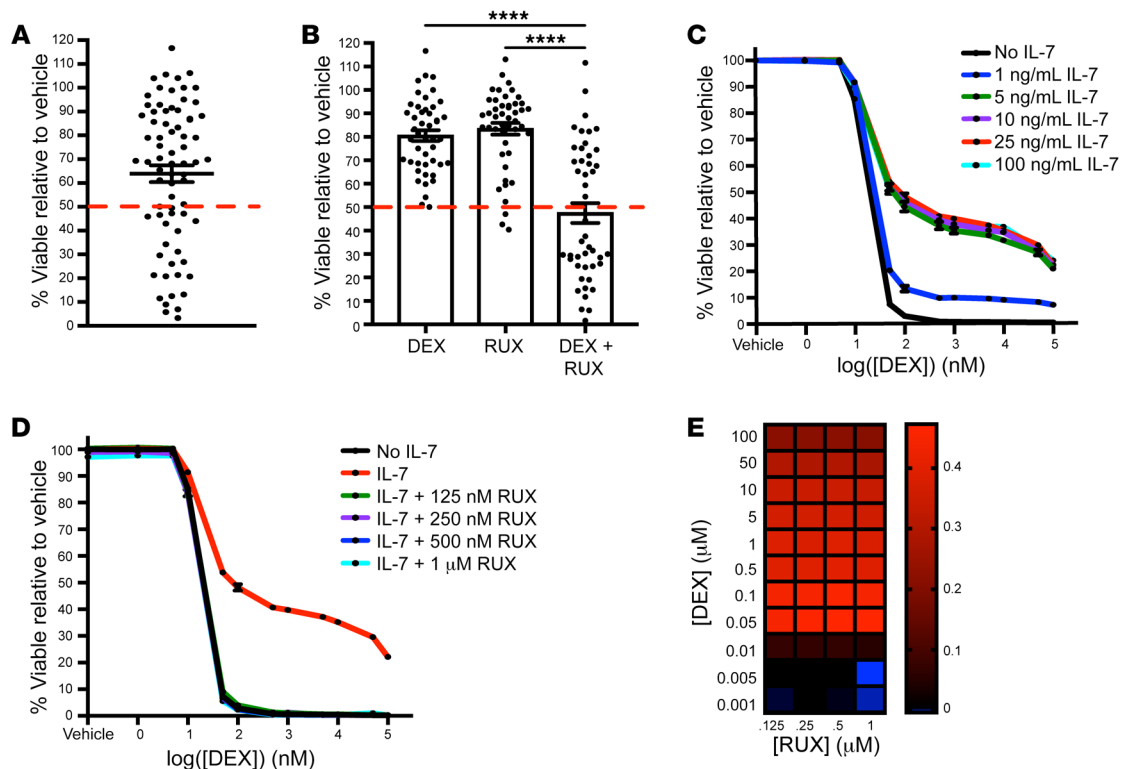 A
% Viable relative to vehicle
120
110
100
90
80
70
60
50
40
30
20
10
0
B
% Viable relative to vehicle
120
110
100
90
80
70
60
50
40
30
20
10
0
****
****
DEX
RUX
DEX +
RUX
C
% Viable relative to vehicle
100
90
80
70
60
50
40
30
20
10
0
Vehicle
0
1
2
3
4
5
log([DEX]) (nM)
No IL-7
1 ng/mL IL-7
5 ng/mL IL-7
10 ng/mL IL-7
25 ng/mL IL-7
100 ng/mL IL-7
D
% Viable relative to vehicle
100
90
80
70
60
50
40
30
20
10
0
Vehicle
0
1
2
3
4
5
log([DEX]) (nM)
No IL-7
IL-7
IL-7 + 125 nM RUX
IL-7 + 250 nM RUX
IL-7 + 500 nM RUX
IL-7 + 1 μM RUX
E
[DEX] (μM)
100
50
10
5
1
0.5
0.1
0.05
0.01
0.005
0.001
.125
.25
.5
1
[RUX] (μM)
0.4
0.3
0.2
0.1
0